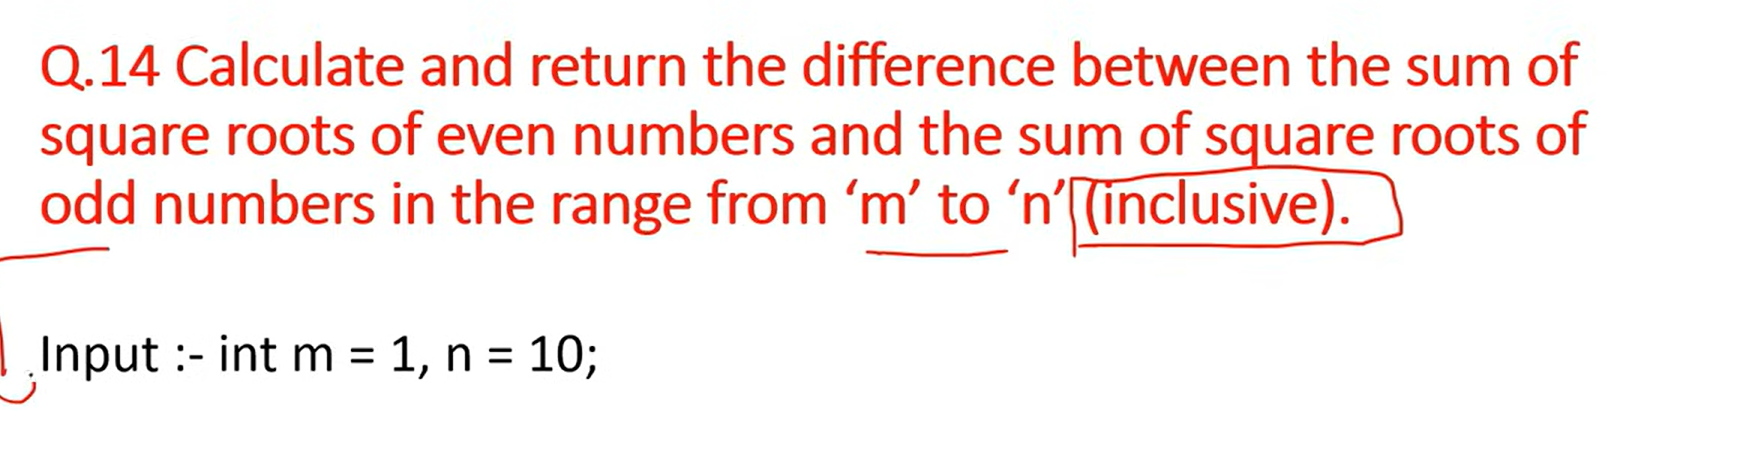 Q.14 Calculate and return the difference between the sum of
square roots of even numbers and the sum of square roots of
odd numbers in the range from ‘m’ to ‘n’ (inclusive).
Input :- int m = 1, n = 10;